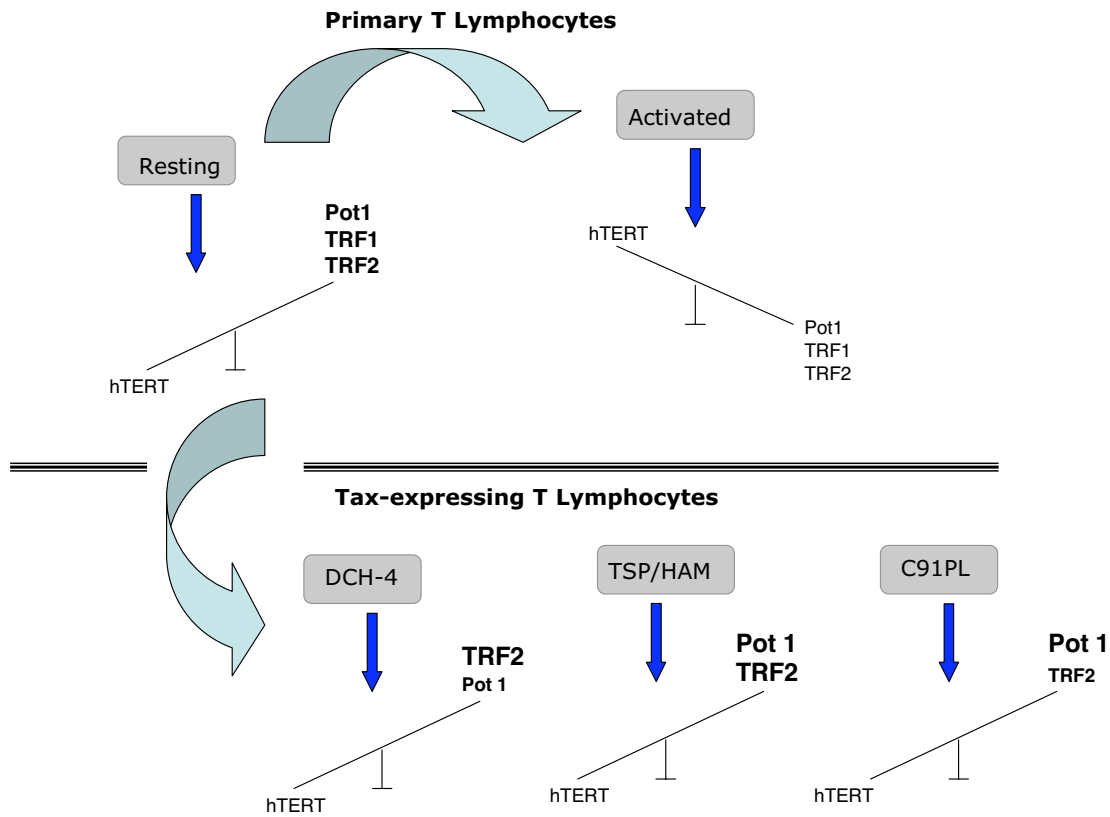 Primary T Lymphocytes
Resting
Activated
Pot1
TRF1
TRF2
hTERT
hTERT
Pot1
TRF1
TRF2
Tax-expressing T Lymphocytes
DCH-4
TSP/HAM
C91PL
TRF2
Pot 1
hTERT
Pot 1
TRF2
hTERT
Pot 1
TRF2
hTERT